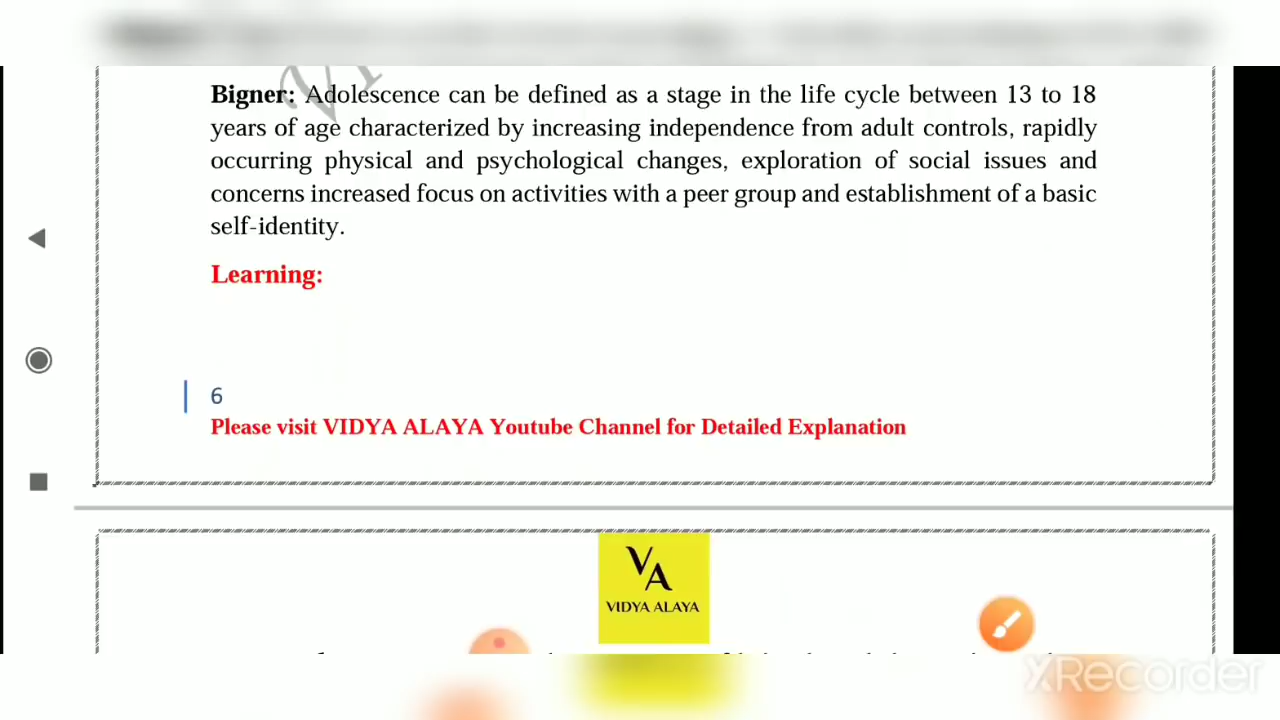 Bigner: Adolescence can be defined as a stage in the life cycle between 13 to 18
years of age characterized by increasing independence from adult controls, rapidly
occurring physical and psychological changes, exploration of social issues and
concerns increased focus on activities with a peer group and establishment of a basic
self-identity.
Learning:
6
Please visit VIDYA ALAYA Youtube Channel for Detailed Explanation
VA
VIDYA ALAYA
XRecorder